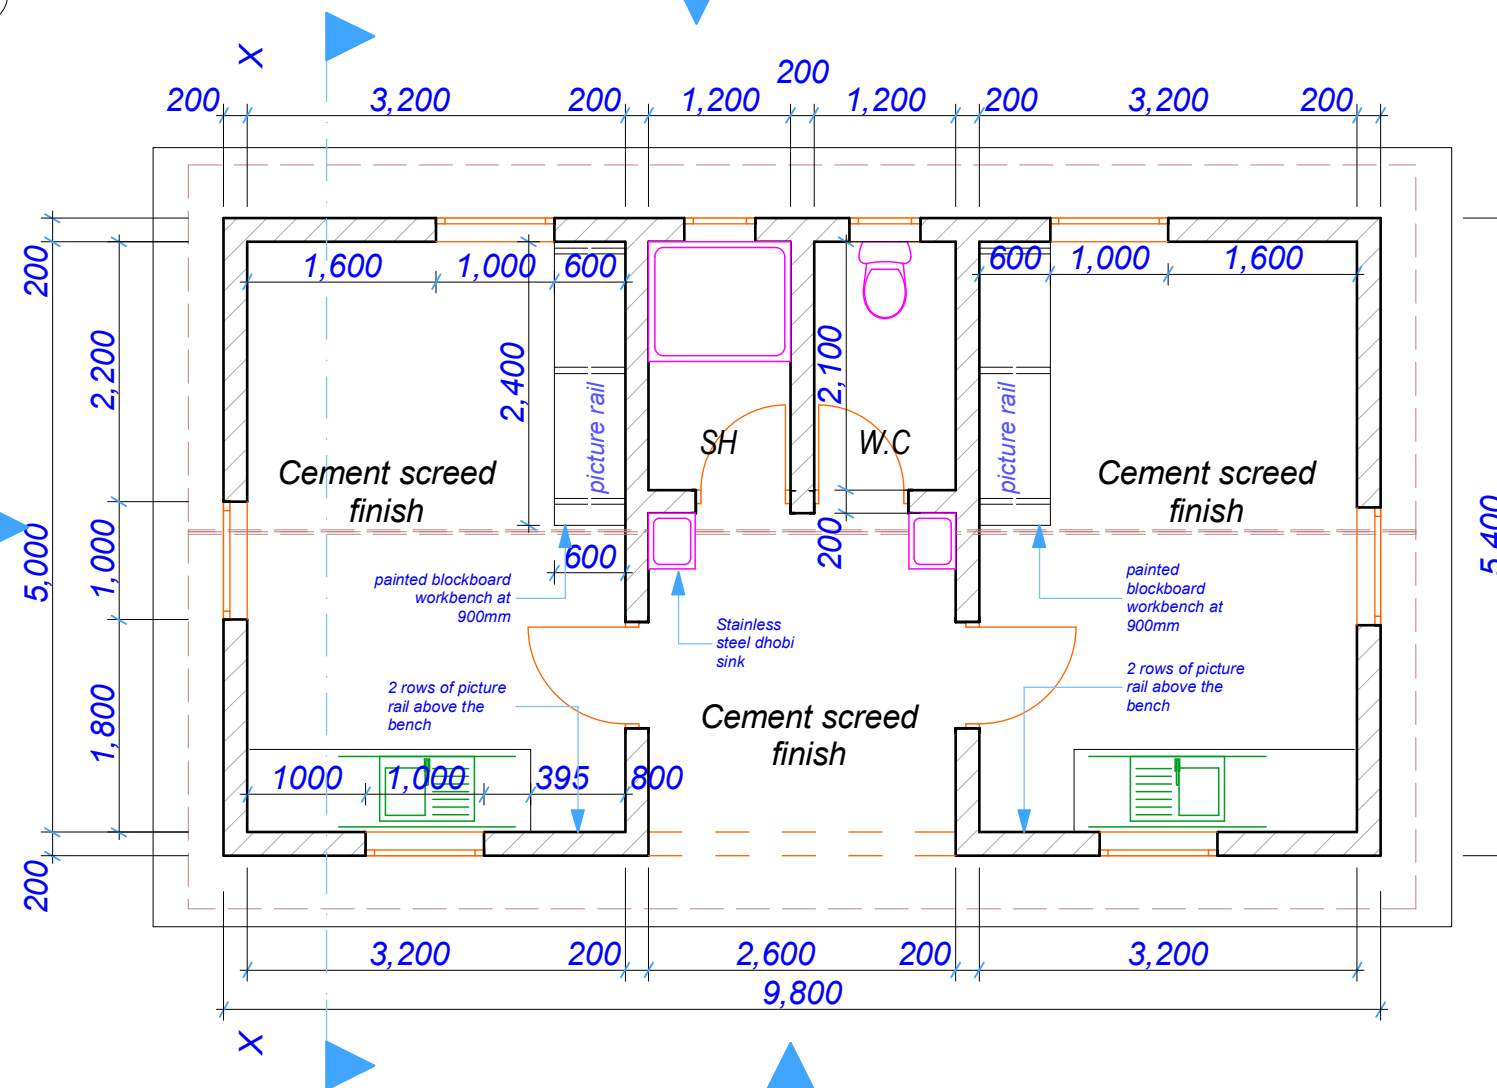 X
200
200
3,200
200
1,200
1,200
200
3,200
200
200
1,600
1,000
600
600
1,000
1,600
2,200
2,400
2,100
picture rail
picture rail
SH
W.C
Cement screed
finish
Cement screed
finish
5,000
1,000
600
200
5,400
painted blockboard
workbench at
900mm
painted
blockboard
workbench at
900mm
Stainless
steel dhobi
sink
2 rows of picture
rail above the
bench
2 rows of picture
rail above the
bench
1,800
Cement screed
finish
1000
1,000
395
800
200
3,200
200
2,600
200
3,200
9,800
X